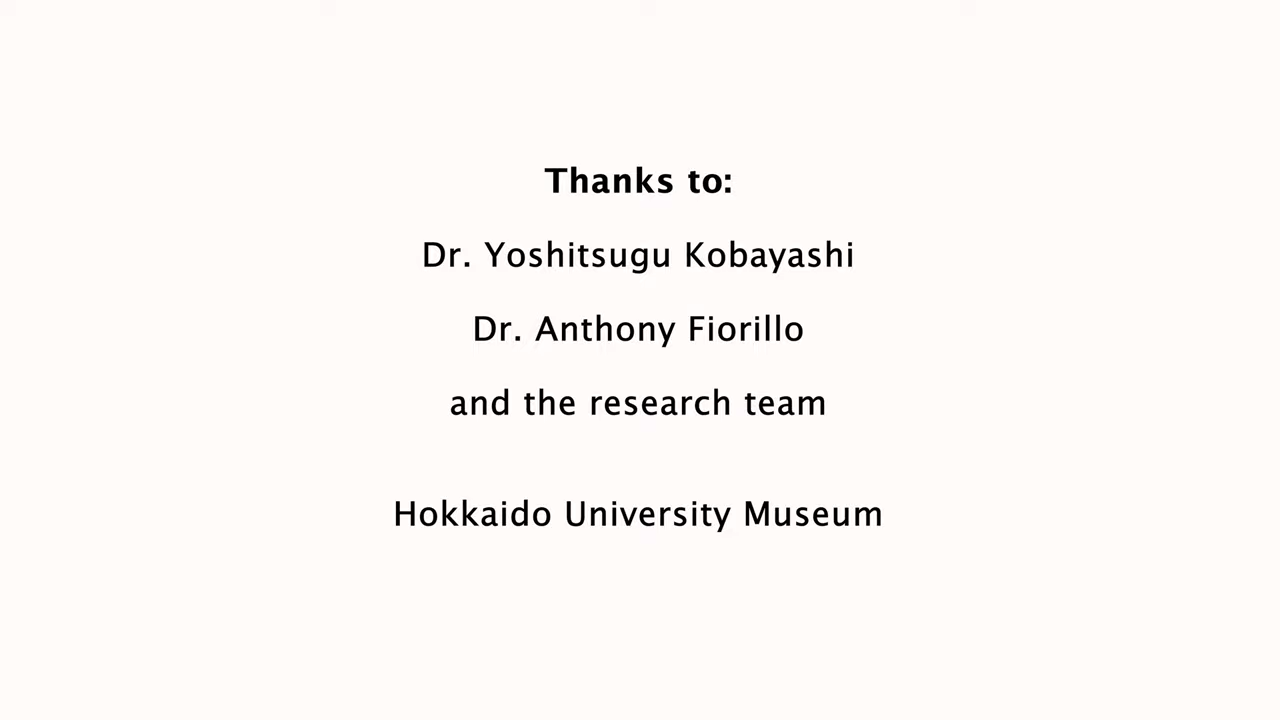 Thanks to:
Dr. Yoshitsugu Kobayashi
Dr. Anthony Fiorillo
and the research team
Hokkaido University Museum